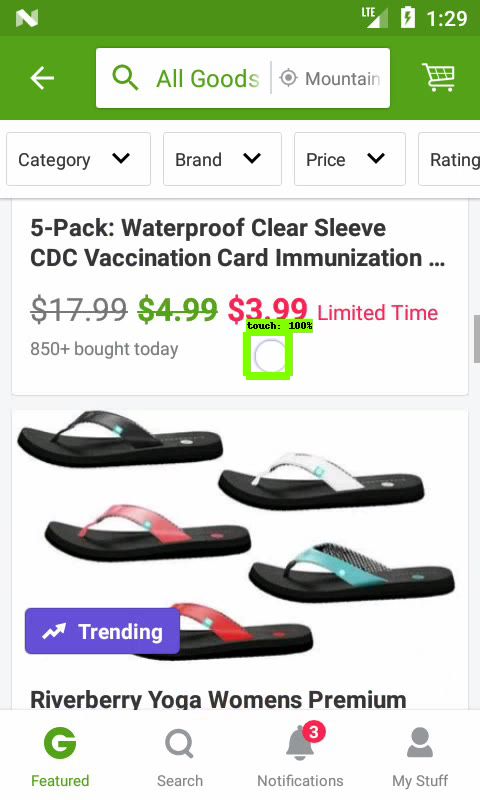 LTE 1:29
All Goods Mountain
Category Brand Price Rating
5-Pack: Waterproof Clear Sleeve
CDC Vaccination Card Immunization ...
$17.99 $4.99 $3.99 Limited Time
touch: 100%
850+ bought today
Trending
Riverberry Yoga Womens Premium
3
G
Featured Search Notifications My Stuff